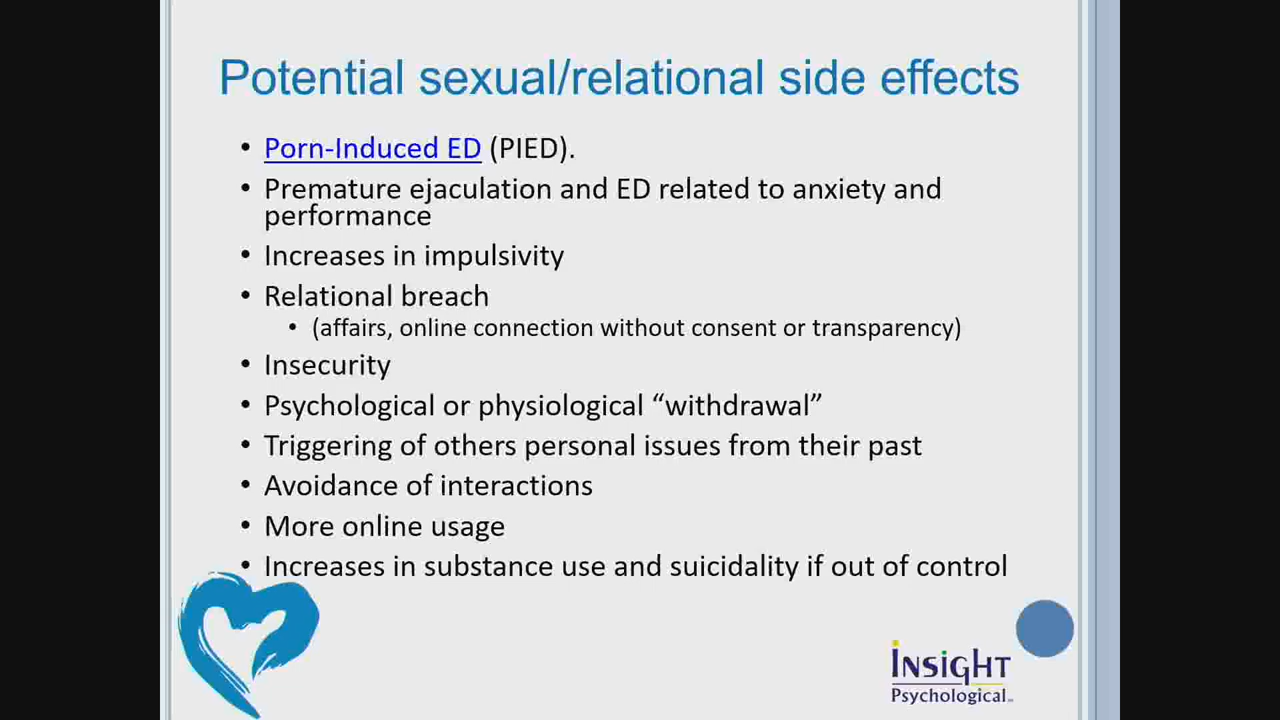 Potential sexual/relational side effects
• Porn-Induced ED (PIED).
• Premature ejaculation and ED related to anxiety and
performance
• Increases in impulsivity
• Relational breach
• (affairs, online connection without consent or transparency)
• Insecurity
• Psychological or physiological “withdrawal”
• Triggering of others personal issues from their past
• Avoidance of interactions
• More online usage
• Increases in substance use and suicidality if out of control
Insight
Psychological